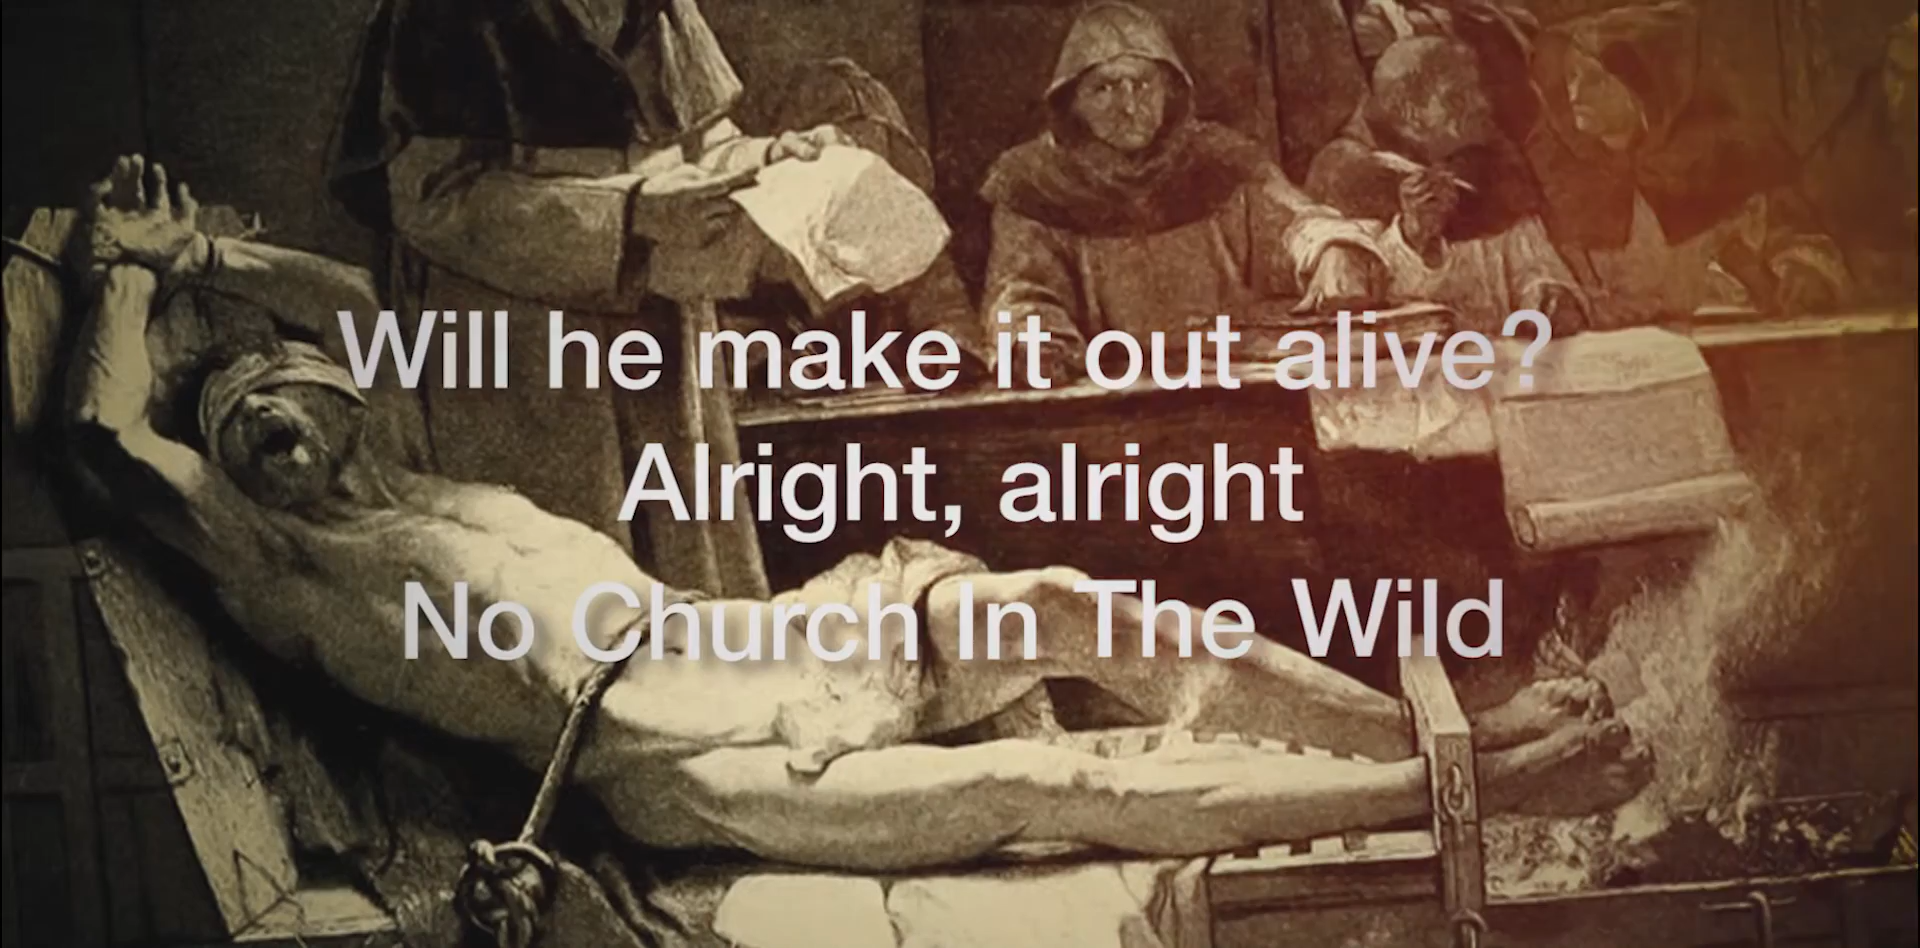 Will he make it out alive?
Alright, alright
No Church In The Wild